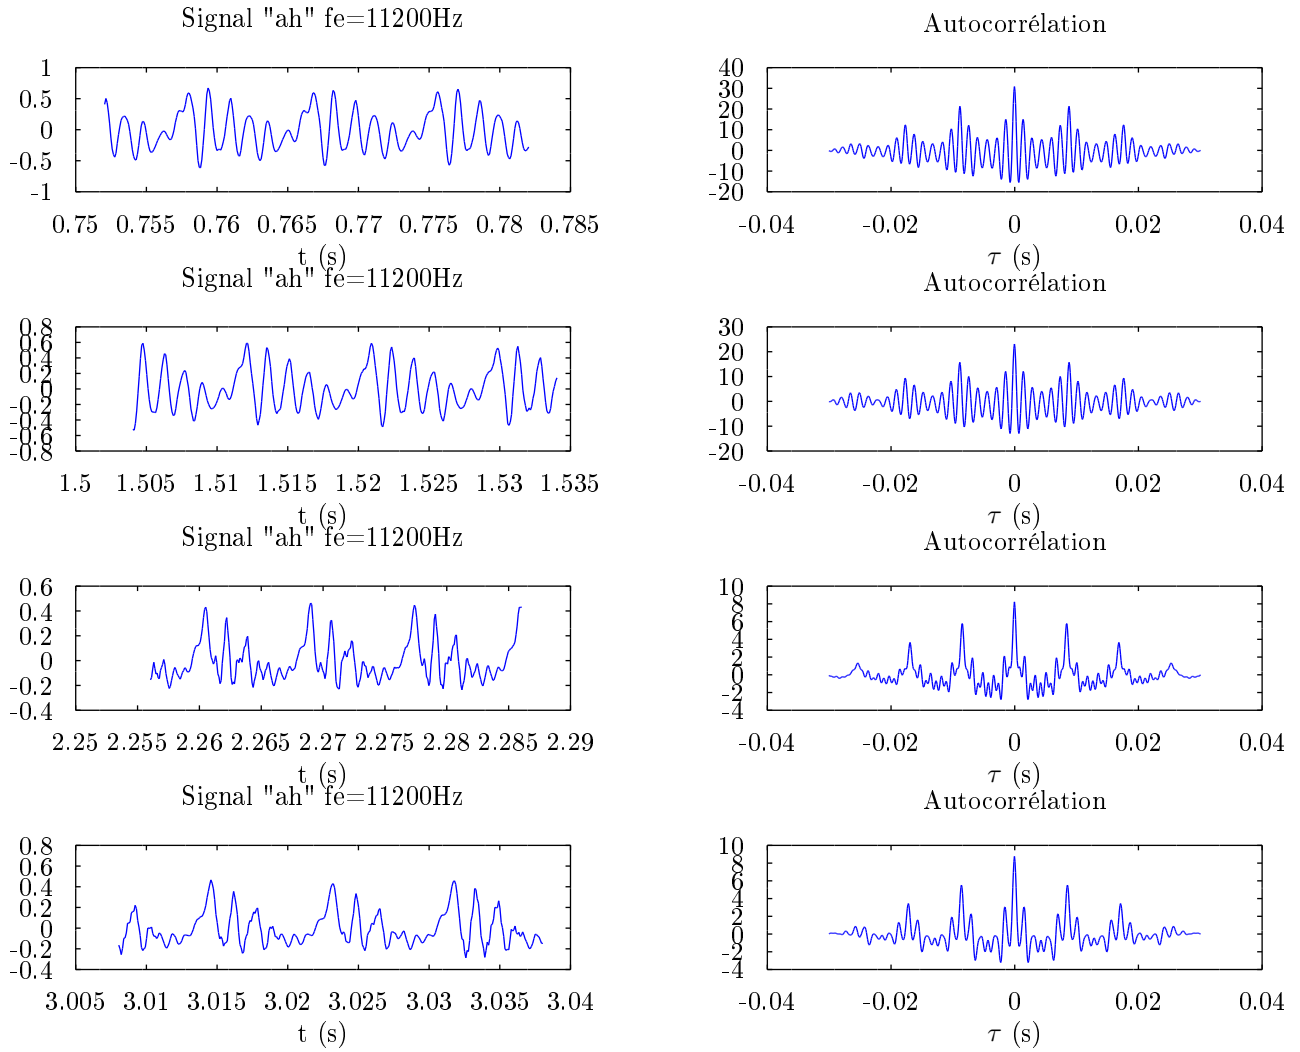 Signal "ah" fe=11200Hz
1
0.5
0
-0.5
-1
0.75 0.755 0.76 0.765 0.77 0.775 0.78 0.785
t (s)
Autocorrélation
40
30
20
10
0
-10
-20
-0.04 -0.02 0 0.02 0.04
τ (s)
Signal "ah" fe=11200Hz
0.8
0.6
0.4
0.2
0
-0.2
-0.4
-0.6
-0.8
1.5 1.505 1.51 1.515 1.52 1.525 1.53 1.535
t (s)
Autocorrélation
30
20
10
0
-10
-20
-0.04 -0.02 0 0.02 0.04
τ (s)
Signal "ah" fe=11200Hz
0.6
0.4
0.2
0
-0.2
-0.4
2.25 2.255 2.26 2.265 2.27 2.275 2.28 2.285 2.29
t (s)
Autocorrélation
10
8
6
4
2
0
-2
-4
-0.04 -0.02 0 0.02 0.04
τ (s)
Signal "ah" fe=11200Hz
0.8
0.6
0.4
0.2
0
-0.2
-0.4
3.005 3.01 3.015 3.02 3.025 3.03 3.035 3.04
t (s)
Autocorrélation
10
8
6
4
2
0
-2
-4
-0.04 -0.02 0 0.02 0.04
τ (s)